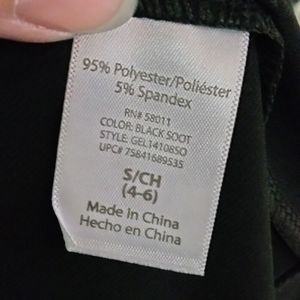 95% Polyester/Poliéster
5% Spandex
RN# 58011
COLOR: BLACK SOOT
STYLE: GEL14108SO
UPC# 75841689535
S/CH
(4-6)
Made in China
Hecho en China